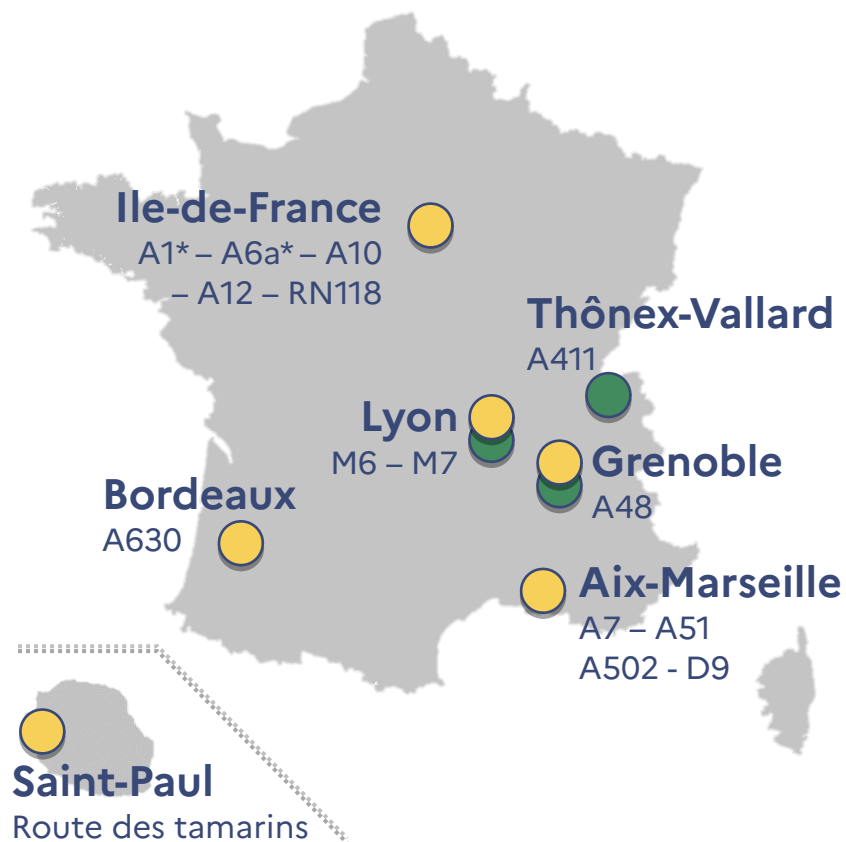 Ile-de-France
A1* – A6a* – A10
– A12 – RN118
Thônex-Vallard
A411
Lyon
M6 – M7
Grenoble
A48
Bordeaux
A630
Aix-Marseille
A7 – A51
A502 - D9
Saint-Paul
Route des tamarins